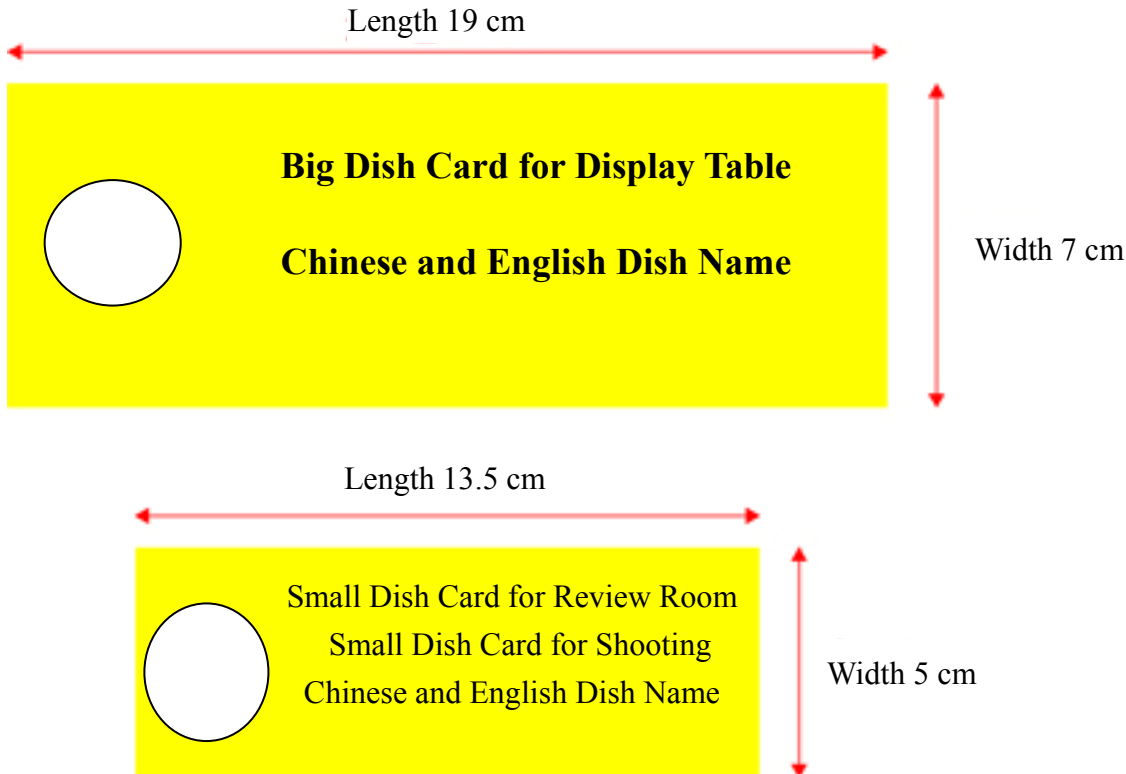 Length 19 cm
Big Dish Card for Display Table
Chinese and English Dish Name
Width 7 cm
Length 13.5 cm
Small Dish Card for Review Room
Small Dish Card for Shooting
Chinese and English Dish Name
Width 5 cm